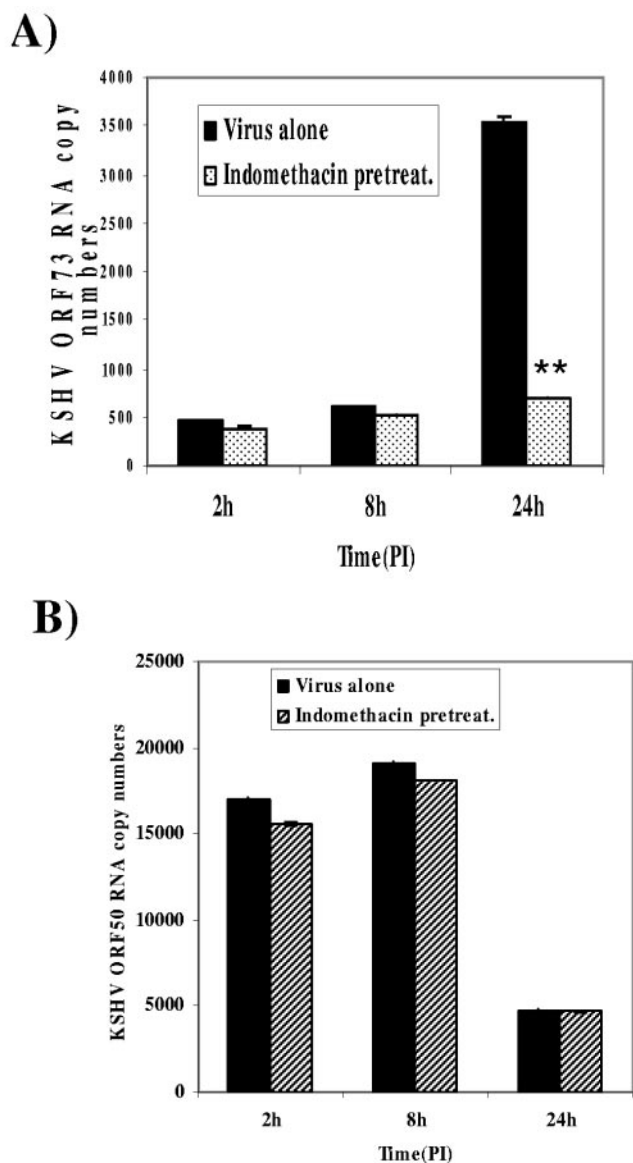 A)
KSHV ORF73 RNA copy
numbers
4000
3500
3000
2500
2000
1500
1000
500
0
Virus alone
Indomethacin pretreat.
**
2h 8h 24h
Time(PI)
B)
KSHV ORF50 RNA copy numbers
25000
20000
15000
10000
5000
0
Virus alone
Indomethacin pretreat.
2h 8h 24h
Time(PI)